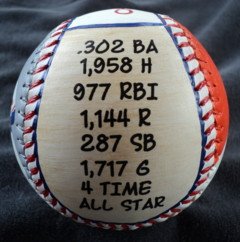 .302 BA
1,958 H
977 RBI
1,144 R
287 SB
1,717 G
4 TIME
ALL STAR